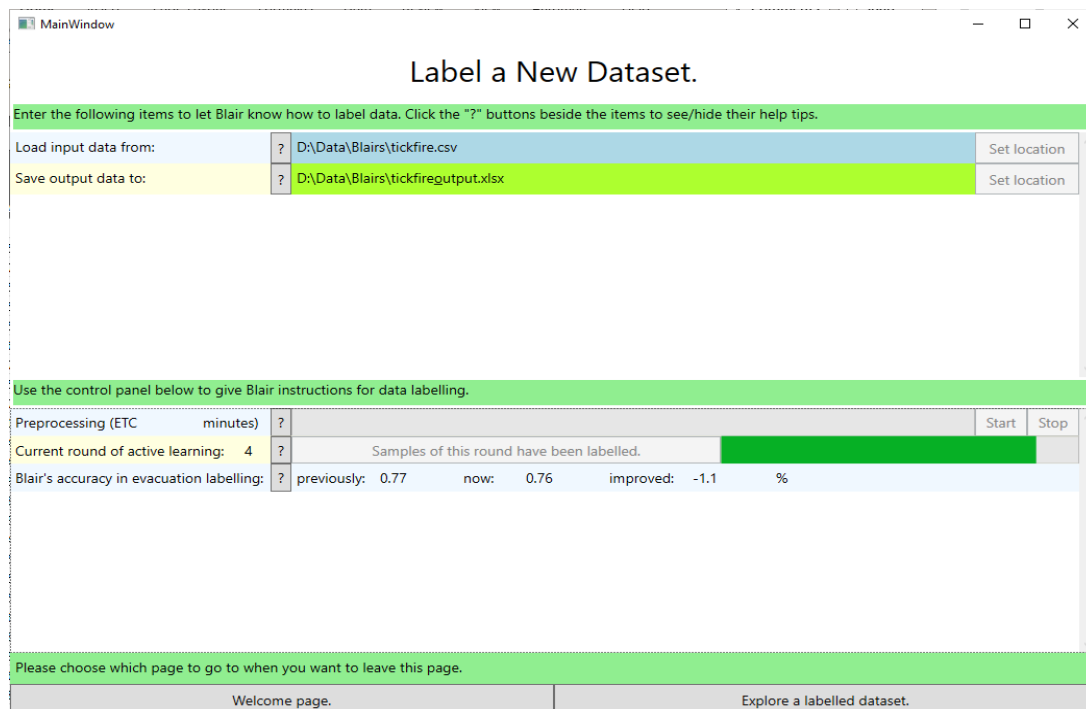 MainWindow
Label a New Dataset.
Enter the following items to let Blair know how to label data. Click the "?" buttons beside the items to see/hide their help tips.
Load input data from: ? D:\Data\Blairs\tickfire.csv Set location
Save output data to: ? D:\Data\Blairs\tickfireoutput.xlsx Set location
Use the control panel below to give Blair instructions for data labelling.
Preprocessing (ETC minutes) ? Start Stop
Current round of active learning: 4 ? Samples of this round have been labelled.
Blair's accuracy in evacuation labelling: ? previously: 0.77 now: 0.76 improved: -1.1 %
Please choose which page to go to when you want to leave this page.
Welcome page. Explore a labelled dataset.